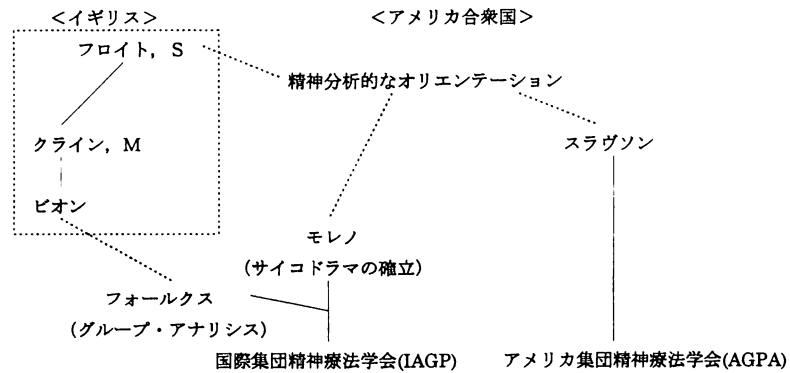 ＜イギリス＞
＜アメリカ合衆国＞
フロイト，S
精神分析的なオリエンテーション
クライン，M
スラヴソン
ビオン
モレノ
（サイコドラマの確立）
フォールクス
（グループ・アナリシス）
国際集団精神療法学会(IAGP)
アメリカ集団精神療法学会(AGPA)